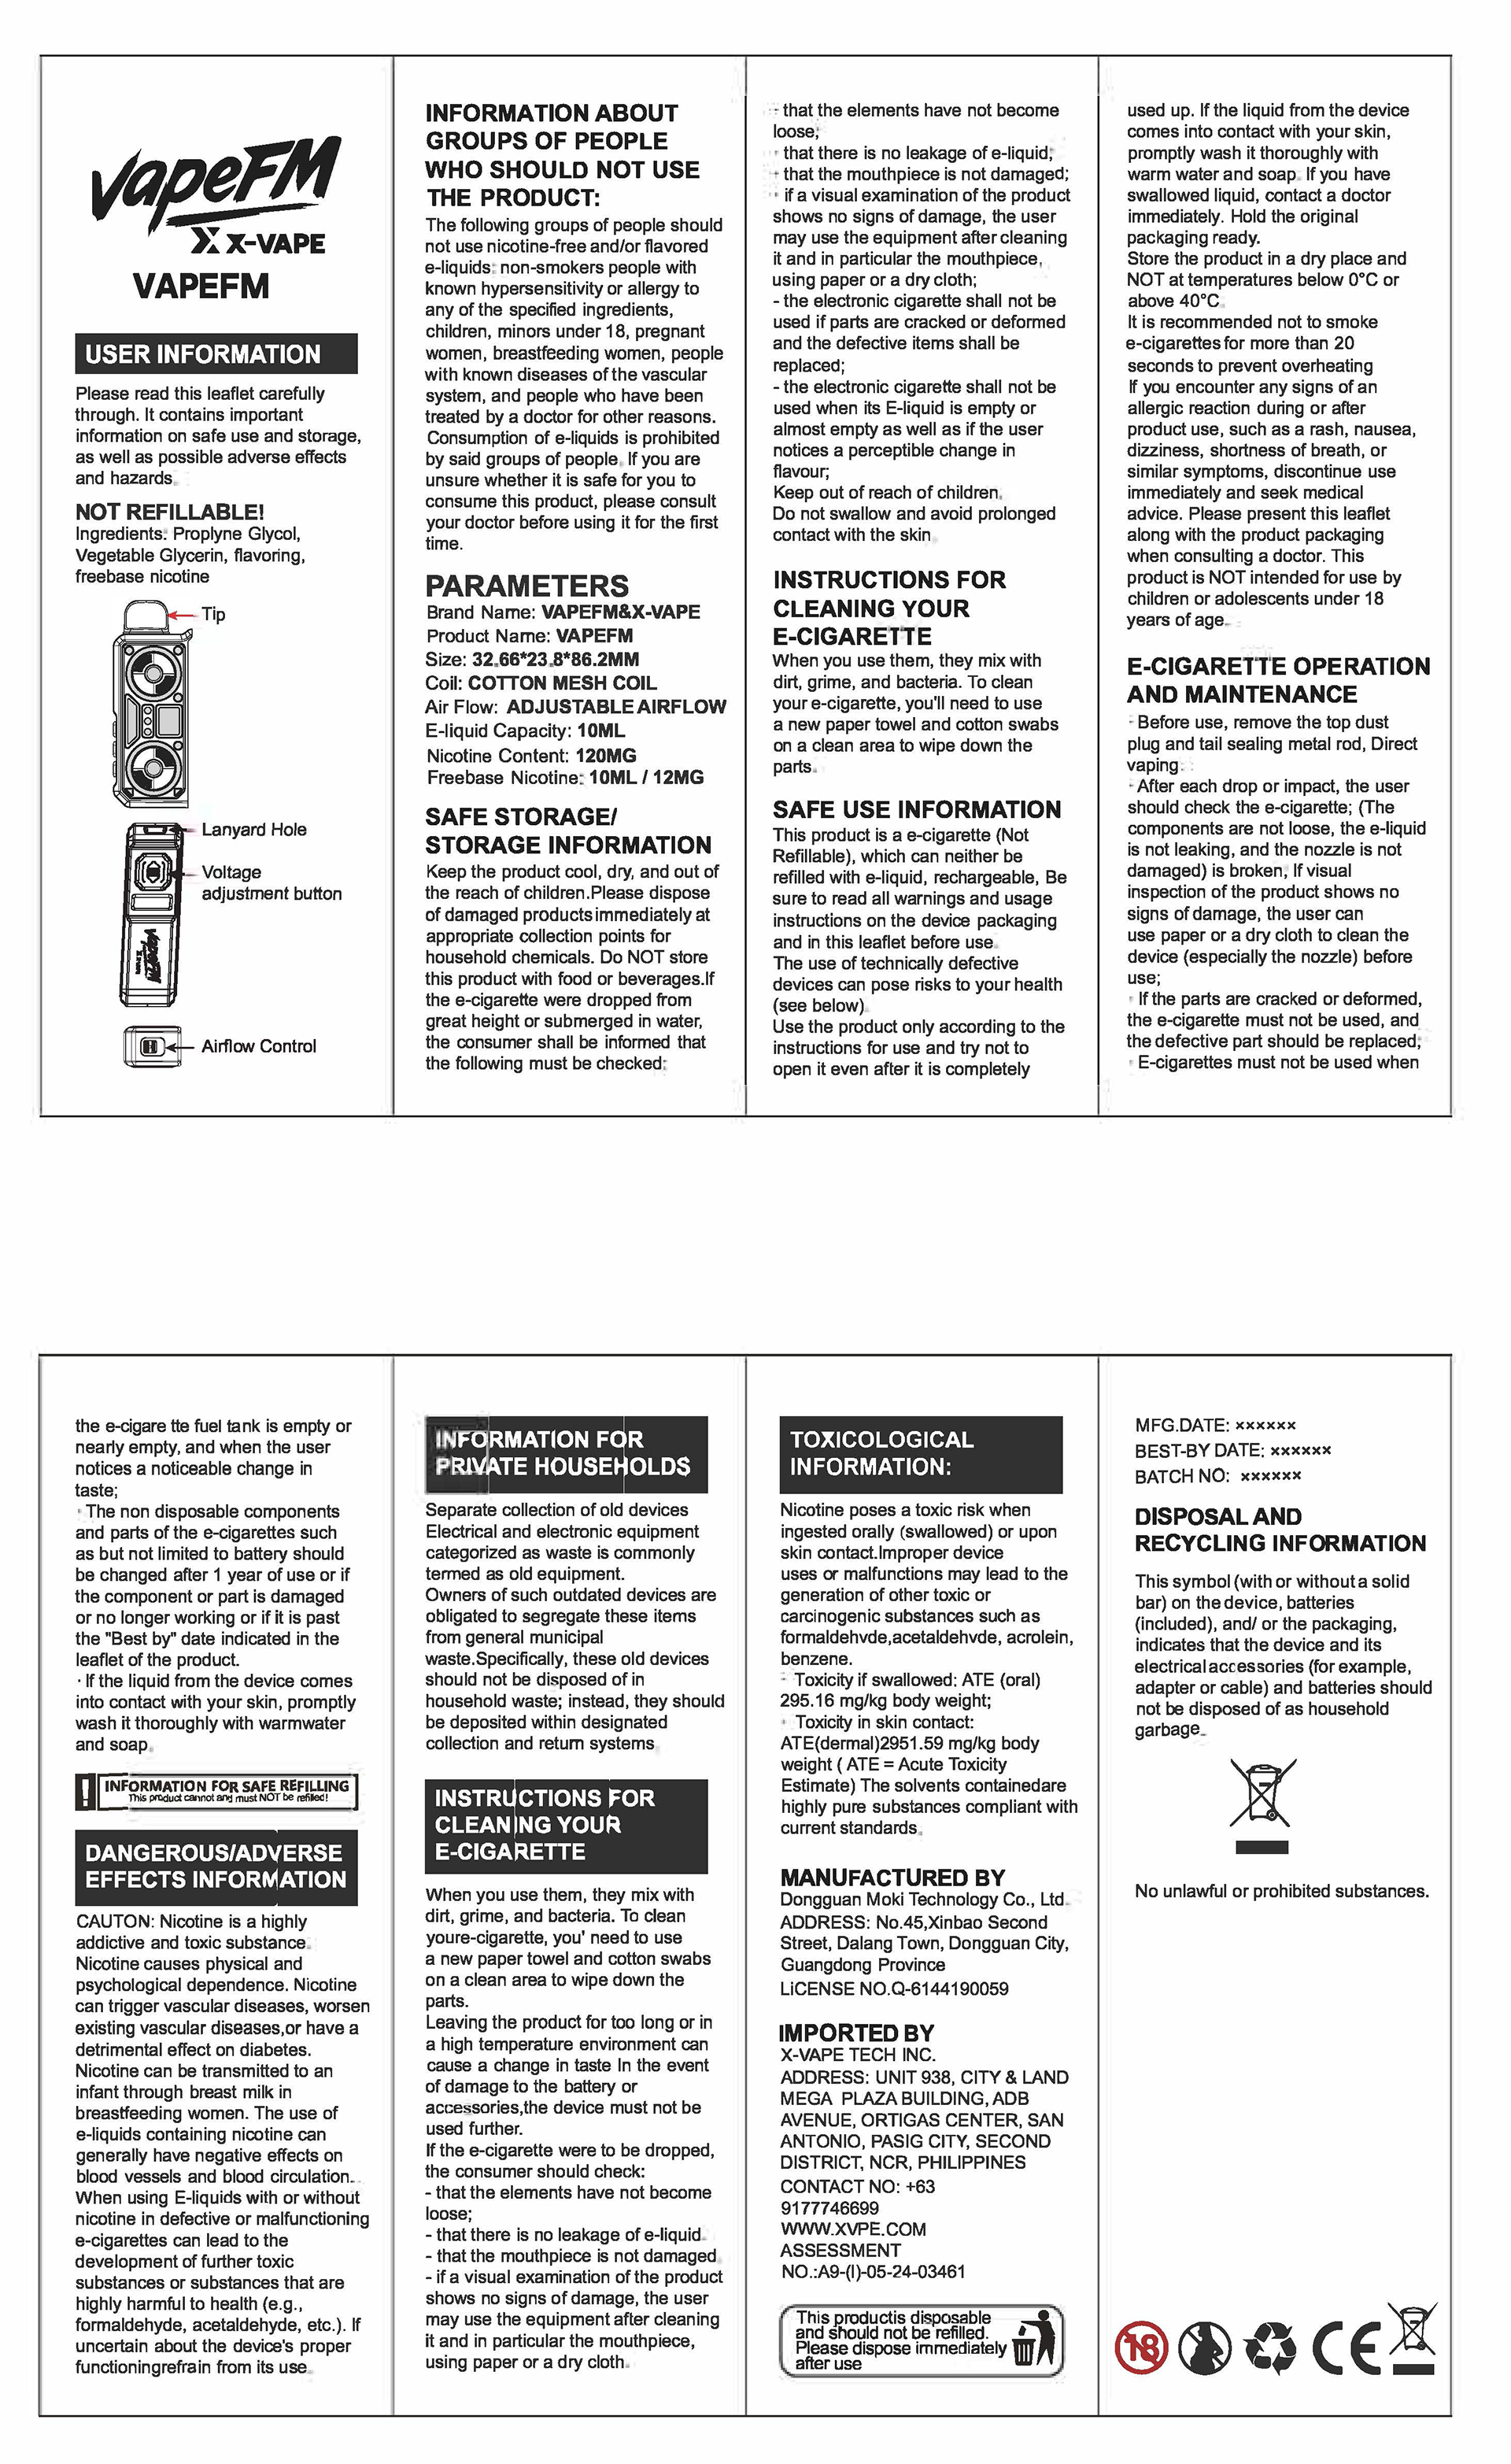 vapeFM
X-VAPE
VAPEFM
USER INFORMATION
Please read this leaflet carefully
through. It contains important
information on safe use and storage,
as well as possible adverse effects
and hazards.
NOT REFILLABLE!
Ingredients: Proplyne Glycol,
Vegetable Glycerin, flavoring,
freebase nicotine
Tip
Lanyard Hole
Voltage
adjustment button
vapeFM
X-VAPE
Airflow Control
INFORMATION ABOUT
GROUPS OF PEOPLE
WHO SHOULD NOT USE
THE PRODUCT:
The following groups of people should
not use nicotine-free and/or flavored
e-liquids: non-smokers people with
known hypersensitivity or allergy to
any of the specified ingredients,
children, minors under 18, pregnant
women, breastfeeding women, people
with known diseases of the vascular
system, and people who have been
treated by a doctor for other reasons.
Consumption of e-liquids is prohibited
by said groups of people. If you are
unsure whether it is safe for you to
consume this product, please consult
your doctor before using it for the first
time.
PARAMETERS
Brand Name: VAPEFM&X-VAPE
Product Name: VAPEFM
Size: 32.66*23.8*86.2MM
Coil: COTTON MESH COIL
Air Flow: ADJUSTABLE AIRFLOW
E-liquid Capacity: 10ML
Nicotine Content: 120MG
Freebase Nicotine: 10ML / 12MG
SAFE STORAGE/
STORAGE INFORMATION
Keep the product cool, dry, and out of
the reach of children.Please dispose
of damaged products immediately at
appropriate collection points for
household chemicals. Do NOT store
this product with food or beverages.If
the e-cigarette were dropped from
great height or submerged in water,
the consumer shall be informed that
the following must be checked:
- that the elements have not become
loose;
- that there is no leakage of e-liquid;
- that the mouthpiece is not damaged;
- if a visual examination of the product
shows no signs of damage, the user
may use the equipment after cleaning
it and in particular the mouthpiece,
using paper or a dry cloth;
- the electronic cigarette shall not be
used if parts are cracked or deformed
and the defective items shall be
replaced;
- the electronic cigarette shall not be
used when its E-liquid is empty or
almost empty as well as if the user
notices a perceptible change in
flavour;
Keep out of reach of children.
Do not swallow and avoid prolonged
contact with the skin.
INSTRUCTIONS FOR
CLEANING YOUR
E-CIGARETTE
When you use them, they mix with
dirt, grime, and bacteria. To clean
your e-cigarette, you'll need to use
a new paper towel and cotton swabs
on a clean area to wipe down the
parts.
SAFE USE INFORMATION
This product is a e-cigarette (Not
Refillable), which can neither be
refilled with e-liquid, rechargeable, Be
sure to read all warnings and usage
instructions on the device packaging
and in this leaflet before use.
The use of technically defective
devices can pose risks to your health
(see below).
Use the product only according to the
instructions for use and try not to
open it even after it is completely
used up. If the liquid from the device
comes into contact with your skin,
promptly wash it thoroughly with
warm water and soap. If you have
swallowed liquid, contact a doctor
immediately. Hold the original
packaging ready.
Store the product in a dry place and
NOT at temperatures below 0°C or
above 40°C.
It is recommended not to smoke
e-cigarettes for more than 20
seconds to prevent overheating
If you encounter any signs of an
allergic reaction during or after
product use, such as a rash, nausea,
dizziness, shortness of breath, or
similar symptoms, discontinue use
immediately and seek medical
advice. Please present this leaflet
along with the product packaging
when consulting a doctor. This
product is NOT intended for use by
children or adolescents under 18
years of age.
E-CIGARETTE OPERATION
AND MAINTENANCE
· Before use, remove the top dust
plug and tail sealing metal rod, Direct
vaping
· After each drop or impact, the user
should check the e-cigarette; (The
components are not loose, the e-liquid
is not leaking, and the nozzle is not
damaged) is broken, If visual
inspection of the product shows no
signs of damage, the user can
use paper or a dry cloth to clean the
device (especially the nozzle) before
use;
· If the parts are cracked or deformed,
the e-cigarette must not be used, and
the defective part should be replaced;
· E-cigarettes must not be used when
the e-cigare tte fuel tank is empty or
nearly empty, and when the user
notices a noticeable change in
taste;
· The non disposable components
and parts of the e-cigarettes such
as but not limited to battery should
be changed after 1 year of use or if
the component or part is damaged
or no longer working or if it is past
the "Best by" date indicated in the
leaflet of the product.
· If the liquid from the device comes
into contact with your skin, promptly
wash it thoroughly with warmwater
and soap.
! INFORMATION FOR SAFE REFILLING
This product cannot and must NOT be refilled!
DANGEROUS/ADVERSE
EFFECTS INFORMATION
CAUTON: Nicotine is a highly
addictive and toxic substance.
Nicotine causes physical and
psychological dependence. Nicotine
can trigger vascular diseases, worsen
existing vascular diseases,or have a
detrimental effect on diabetes.
Nicotine can be transmitted to an
infant through breast milk in
breastfeeding women. The use of
e-liquids containing nicotine can
generally have negative effects on
blood vessels and blood circulation.
When using E-liquids with or without
nicotine in defective or malfunctioning
e-cigarettes can lead to the
development of further toxic
substances or substances that are
highly harmful to health (e.g.,
formaldehyde, acetaldehyde, etc.). If
uncertain about the device's proper
functioningrefrain from its use.
INFORMATION FOR
PRIVATE HOUSEHOLDS
Separate collection of old devices
Electrical and electronic equipment
categorized as waste is commonly
termed as old equipment.
Owners of such outdated devices are
obligated to segregate these items
from general municipal
waste.Specifically, these old devices
should not be disposed of in
household waste; instead, they should
be deposited within designated
collection and return systems.
INSTRUCTIONS FOR
CLEANING YOUR
E-CIGARETTE
When you use them, they mix with
dirt, grime, and bacteria. To clean
youre-cigarette, you' need to use
a new paper towel and cotton swabs
on a clean area to wipe down the
parts.
Leaving the product for too long or in
a high temperature environment can
cause a change in taste In the event
of damage to the battery or
accessories,the device must not be
used further.
If the e-cigarette were to be dropped,
the consumer should check:
- that the elements have not become
loose;
- that there is no leakage of e-liquid.
- that the mouthpiece is not damaged.
- if a visual examination of the product
shows no signs of damage, the user
may use the equipment after cleaning
it and in particular the mouthpiece,
using paper or a dry cloth.
TOXICOLOGICAL
INFORMATION:
Nicotine poses a toxic risk when
ingested orally (swallowed) or upon
skin contact.Improper device
uses or malfunctions may lead to the
generation of other toxic or
carcinogenic substances such as
formaldehvde,acetaldehvde, acrolein,
benzene.
· Toxicity if swallowed: ATE (oral)
295.16 mg/kg body weight;
· Toxicity in skin contact:
ATE(dermal)2951.59 mg/kg body
weight ( ATE = Acute Toxicity
Estimate) The solvents containedare
highly pure substances compliant with
current standards.
MANUFACTURED BY
Dongguan Moki Technology Co., Ltd.
ADDRESS: No.45,Xinbao Second
Street, Dalang Town, Dongguan City,
Guangdong Province
LiCENSE NO.Q-6144190059
IMPORTED BY
X-VAPE TECH INC.
ADDRESS: UNIT 938, CITY & LAND
MEGA PLAZA BUILDING, ADB
AVENUE, ORTIGAS CENTER, SAN
ANTONIO, PASIG CITY, SECOND
DISTRICT, NCR, PHILIPPINES
CONTACT NO: +63
9177746699
WWW.XVPE.COM
ASSESSMENT
NO.:A9-(I)-05-24-03461
This productis disposable
and should not be refilled.
Please dispose immediately
after use
MFG.DATE: ××××××
BEST-BY DATE: ××××××
BATCH NO: ××××××
DISPOSAL AND
RECYCLING INFORMATION
This symbol (with or without a solid
bar) on the device, batteries
(included), and/ or the packaging,
indicates that the device and its
electrical accessories (for example,
adapter or cable) and batteries should
not be disposed of as household
garbage.
No unlawful or prohibited substances.
18
CE